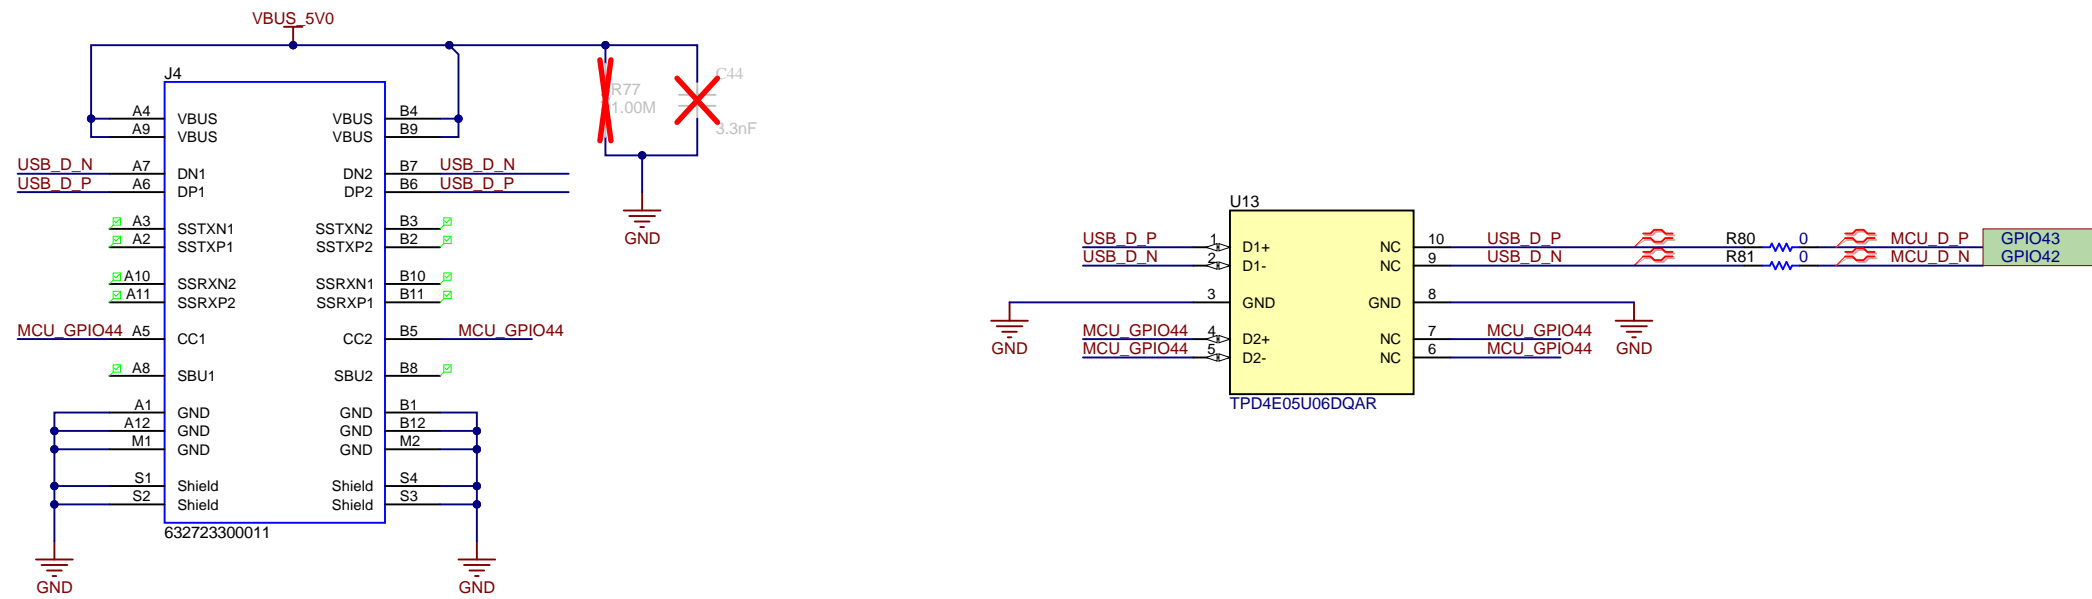 VBUS_5V0
J4
A4 VBUS VBUS B4
A9 VBUS VBUS B9
USB_D_N A7 DN1 DN2 B7 USB_D_N
USB_D_P A6 DP1 DP2 B6 USB_D_P
A3 SSTXN1 SSTXN2 B3
A2 SSTXP1 SSTXP2 B2
A10 SSRXN2 SSRXN1 B10
A11 SSRXP2 SSRXP1 B11
MCU_GPIO44 A5 CC1 CC2 B5 MCU_GPIO44
A8 SBU1 SBU2 B8
A1 GND GND B1
A12 GND GND B12
M1 GND GND M2
S1 Shield Shield S4
S2 Shield Shield S3
632723300011
GND GND
R77
1.00M
C44
3.3nF
GND
U13
USB_D_P 1 D1+ NC 10 USB_D_P R80 0 MCU_D_P GPIO43
USB_D_N 2 D1- NC 9 USB_D_N R81 0 MCU_D_N GPIO42
3 GND GND 8
GND GND
MCU_GPIO44 4 D2+ NC 7 MCU_GPIO44
MCU_GPIO44 5 D2- NC 6 MCU_GPIO44
TPD4E05U06DQAR